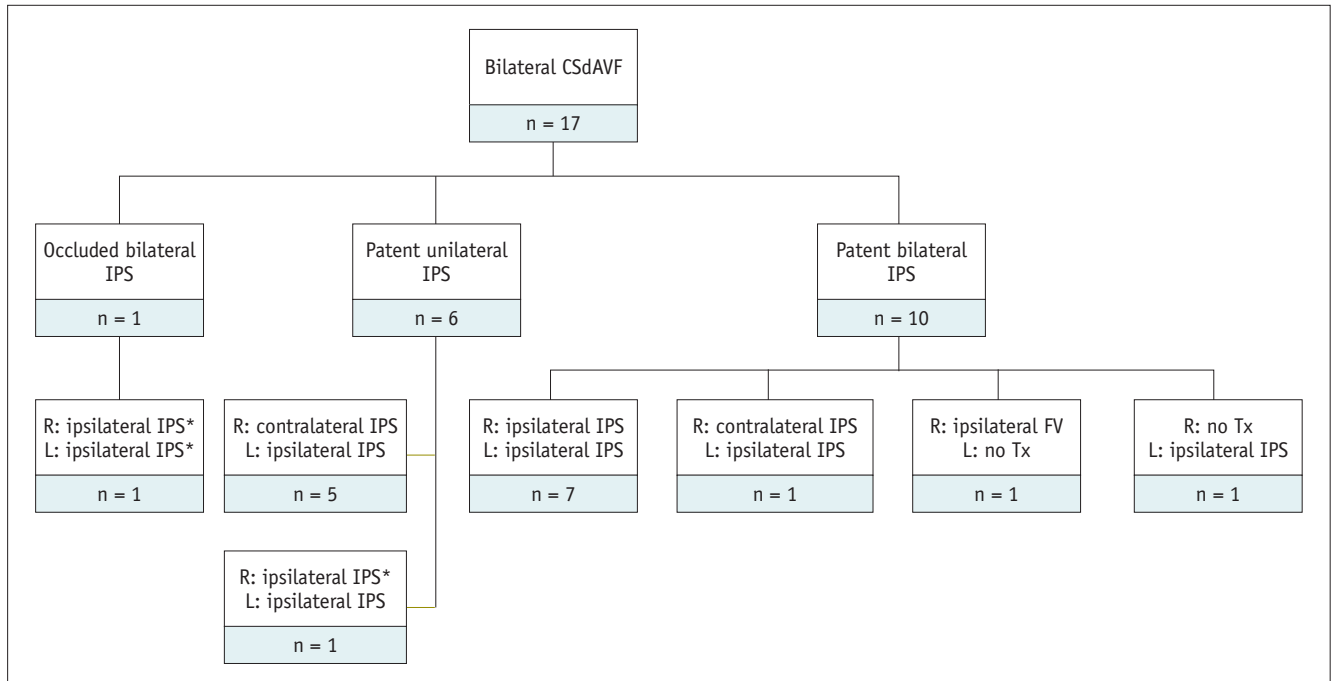 Bilateral CSdAVF
n = 17
Occluded bilateral
IPS
n = 1
Patent unilateral
IPS
n = 6
Patent bilateral
IPS
n = 10
R: ipsilateral IPS*
L: ipsilateral IPS*
n = 1
R: contralateral IPS
L: ipsilateral IPS
n = 5
R: ipsilateral IPS
L: ipsilateral IPS
n = 7
R: contralateral IPS
L: ipsilateral IPS
n = 1
R: ipsilateral FV
L: no Tx
n = 1
R: no Tx
L: ipsilateral IPS
n = 1
R: ipsilateral IPS*
L: ipsilateral IPS
n = 1